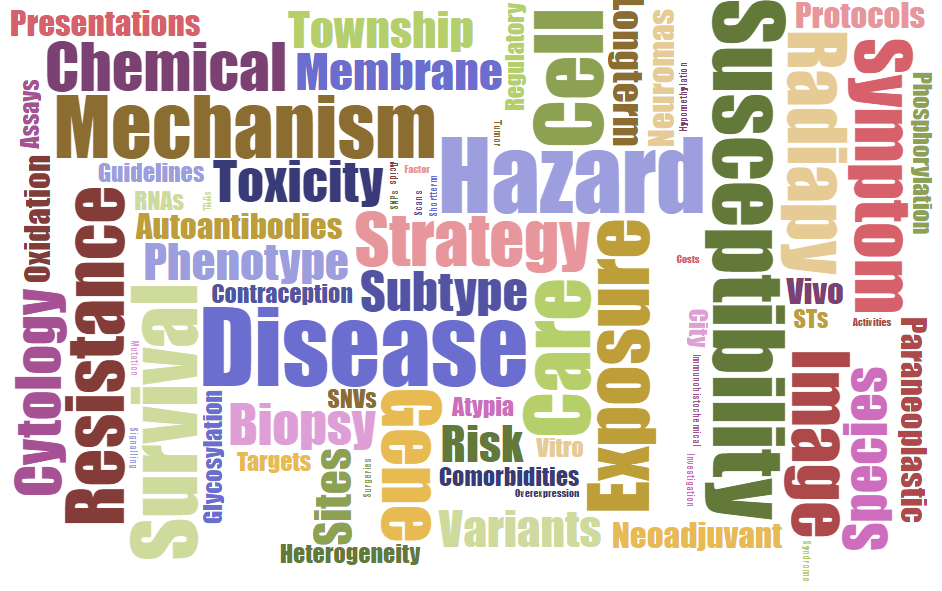 Presentations
Township
Regulatory
Cell
Longterm
Neuromas
Susceptibility
Protocols
Chemical
Membrane
Radiapy
Symptom
Assays
Mechanism
Hypomethylation
Phosphorylation
Tumor
Hazard
Guidelines
Toxicity
Acids
Factor
SNPs
Scans
Shortterm
Oxidation
RNAs
Resistance
Autoantibodies
Strategy
Exposure
Phenotype
Costs
Contraception
Subtype
Care
Vivo
STs
Cytology
Survival
Disease
city
Activities
Paraneoplastic
Mutation
Immunohistochemical
Image
species
SNVs
Gene
Atypia
Glycosylation
Biopsy
Risk
Vitro
Signalling
Targets
Sites
Surgeries
Comorbidities
Investigation
Overexpression
Variants
Neoadjuvant
Heterogeneity
Syndrome